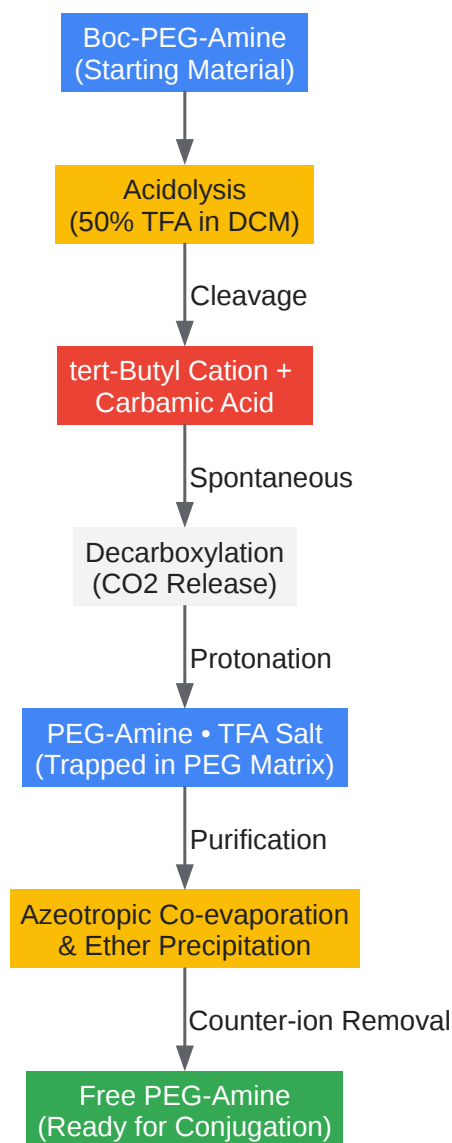 Boc-PEG-Amine
(Starting Material)
Acidolysis
(50% TFA in DCM)
Cleavage
tert-Butyl Cation +
Carbamic Acid
Spontaneous
Decarboxylation
(CO2 Release)
Protonation
PEG-Amine • TFA Salt
(Trapped in PEG Matrix)
Purification
Azeotropic Co-evaporation
& Ether Precipitation
Counter-ion Removal
Free PEG-Amine
(Ready for Conjugation)